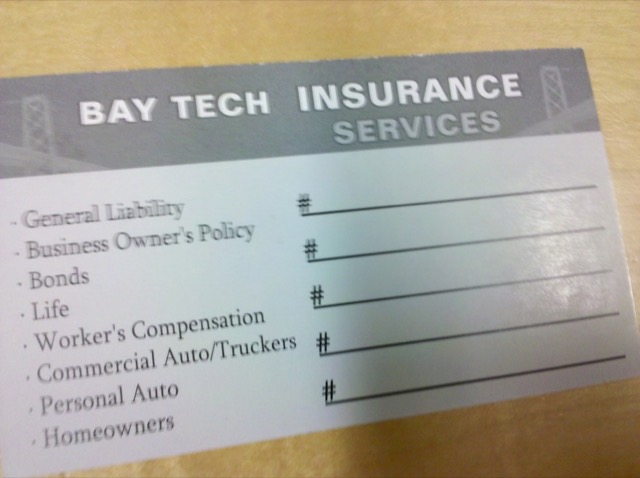 BAY TECH INSURANCE
SERVICES
- General Liability
- Business Owner's Policy
- Bonds
- Life
- Worker's Compensation
- Commercial Auto/Truckers
- Personal Auto
- Homeowners
#
#
#
#
#